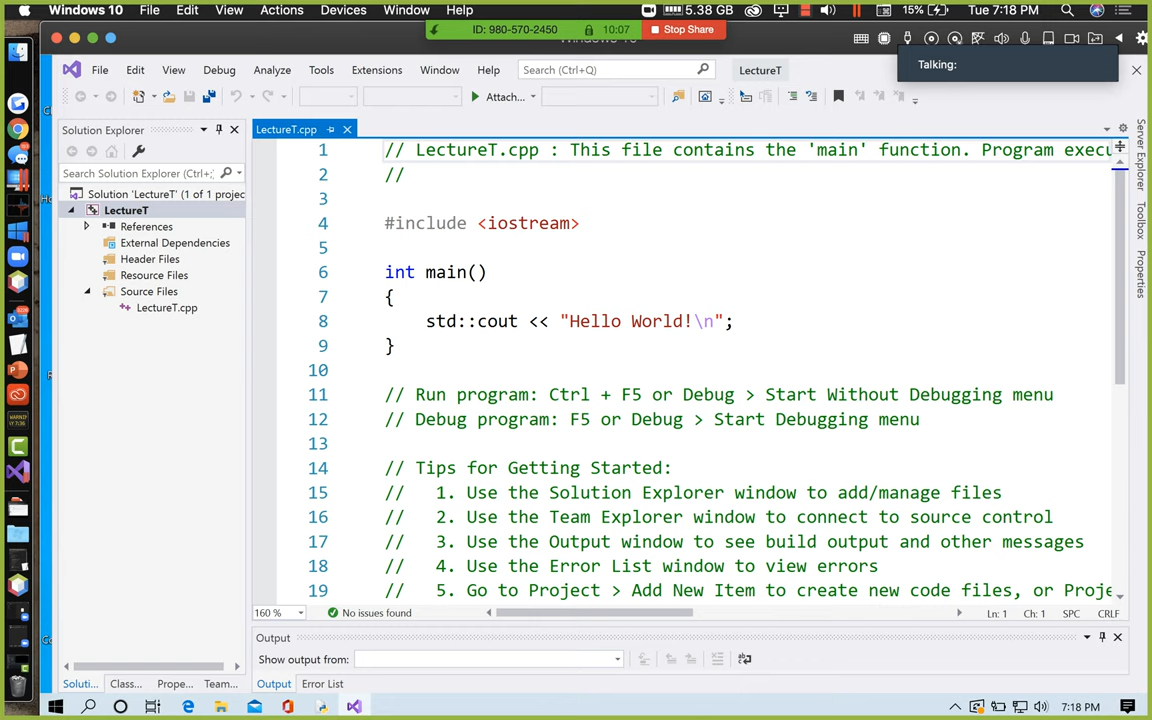 Windows 10 File Edit View Actions Devices Window Help 5.38 GB 15% Tue 7:18 PM
ID: 980-570-2450 10:07 Stop Share
Talking:
File Edit View Debug Analyze Tools Extensions Window Help Search (Ctrl+Q) LectureT
Attach...
Solution Explorer
LectureT.cpp
Search Solution Explorer (Ctrl+;
Solution 'LectureT' (1 of 1 projec
LectureT
References
External Dependencies
Header Files
Resource Files
Source Files
LectureT.cpp
1 // LectureT.cpp : This file contains the 'main' function. Program execu
2 //
3
4 #include <iostream>
5
6 int main()
7 {
8 std::cout << "Hello World!\n";
9 }
10
11 // Run program: Ctrl + F5 or Debug > Start Without Debugging menu
12 // Debug program: F5 or Debug > Start Debugging menu
13
14 // Tips for Getting Started:
15 // 1. Use the Solution Explorer window to add/manage files
16 // 2. Use the Team Explorer window to connect to source control
17 // 3. Use the Output window to see build output and other messages
18 // 4. Use the Error List window to view errors
19 // 5. Go to Project > Add New Item to create new code files, or Proje
Server Explorer
Toolbox
Properties
160 % No issues found Ln: 1 Ch: 1 SPC CRLF
Output
Show output from:
Soluti... Class... Prope... Team...
Output Error List
7:18 PM